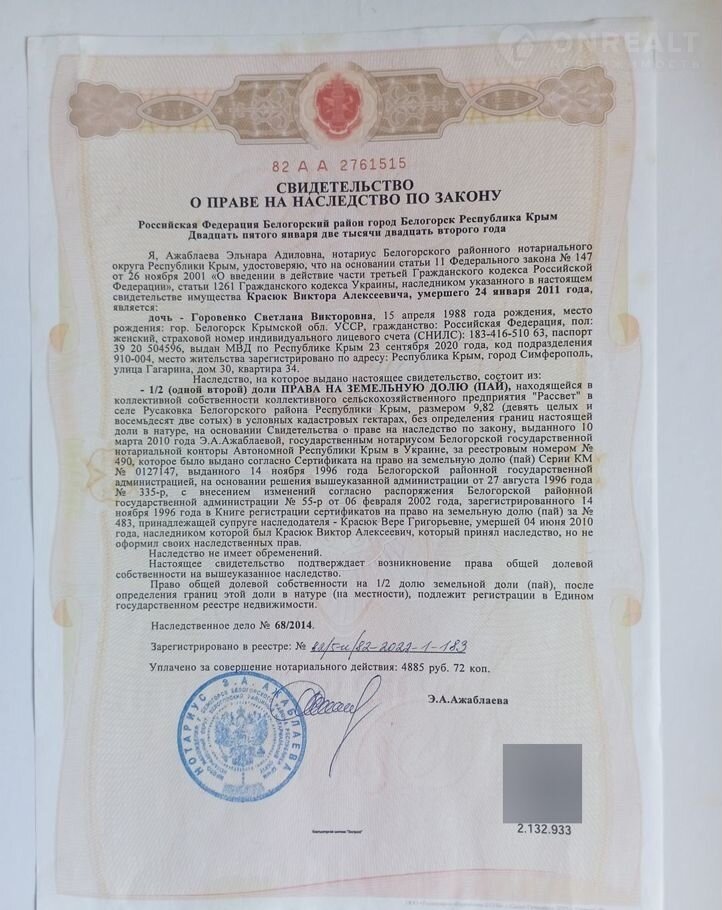 ONREALT
НЕДВИЖИМОСТЬ
82 А А 2761515
СВИДЕТЕЛЬСТВО
О ПРАВЕ НА НАСЛЕДСТВО ПО ЗАКОНУ
Российская Федерация Белогорский район город Белогорск Республика Крым
Двадцать пятого января две тысячи двадцать второго года
Я, Ажаблаева Эльнара Адиловна, нотариус Белогорского районного нотариального
округа Республики Крым, удостоверяю, что на основании статьи 11 Федерального закона № 147
от 26 ноября 2001 «О введении в действие части третьей Гражданского кодекса Российской
Федерации», статьи 1261 Гражданского кодекса Украины, наследником указанного в настоящем
свидетельстве имущества Красюк Виктора Алексеевича, умершего 24 января 2011 года,
является:
дочь - Горовенко Светлана Викторовна, 15 апреля 1988 года рождения, место
рождения: гор. Белогорск Крымской обл. УССР, гражданство: Российская Федерация, пол:
женский, страховой номер индивидуального лицевого счета (СНИЛС): 183-416-510 63, паспорт
39 20 504596, выдан МВД по Республике Крым 23 сентября 2020 года, код подразделения
910-004, место жительства зарегистрировано по адресу: Республика Крым, город Симферополь,
улица Гагарина, дом 30, квартира 34.
Наследство, на которое выдано настоящее свидетельство, состоит из:
- 1/2 (одной второй) доли ПРАВА НА ЗЕМЕЛЬНУЮ ДОЛЮ (ПАЙ), находящейся в
коллективной собственности коллективного сельскохозяйственного предприятия "Рассвет" в
селе Русаковка Белогорского района Республики Крым, размером 9,82 (девять целых и
восемьдесят две сотых) в условных кадастровых гектарах, без определения границ настоящей
доли в натуре, на основании Свидетельства о праве на наследство по закону, выданного 10
марта 2010 года Э.А.Ажаблаевой, государственным нотариусом Белогорской государственной
нотариальной конторы Автономной Республики Крым в Украине, за реестровым номером №
490, которое было выдано согласно Сертификата на право на земельную долю (пай) Серии КМ
№ 0127147, выданного 14 ноября 1996 года Белогорской районной государственной
администрацией, на основании решения вышеуказанной администрации от 27 августа 1996 года
№ 335-р, с внесением изменений согласно распоряжения Белогорской районной
государственной администрации № 55-р от 06 февраля 2002 года, зарегистрированного 14
ноября 1996 года в Книге регистрации сертификатов на право на земельную долю (пай) за №
483, принадлежащей супруге наследодателя - Красюк Вере Григорьевне, умершей 04 июня 2010
года, наследником которой был Красюк Виктор Алексеевич, который принял наследство, но не
оформил своих наследственных прав.
Наследство не имеет обременений.
Настоящее свидетельство подтверждает возникновение права общей долевой
собственности на вышеуказанное наследство.
Право общей долевой собственности на 1/2 долю земельной доли (пай), после
определения границ этой доли в натуре (на местности), подлежит регистрации в Едином
государственном реестре недвижимости.
Наследственное дело № 68/2014.
Зарегистрировано в реестре: № 82/5-н/82-2022-1-183
Уплачено за совершение нотариального действия: 4885 руб. 72 коп.
Э.А.Ажаблаева
НОТАРИУС Э.А. АЖАБЛАЕВА
2.132.933